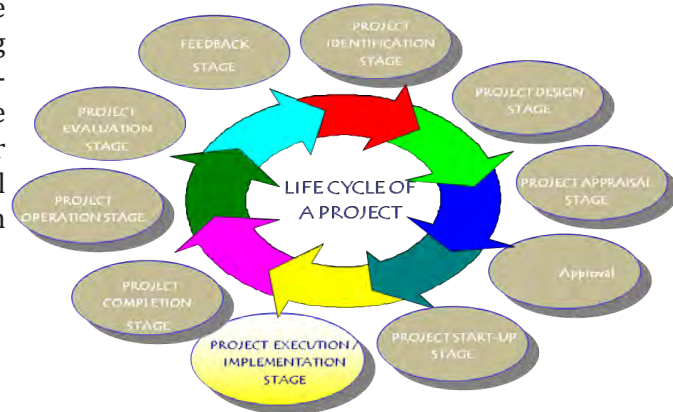 LIFE CYCLE OF
A PROJECT
PROJECT
IDENTIFICATION
STAGE
PROJECT DESIGN
STAGE
PROJECT APPRAISAL
STAGE
Approval
PROJECT START-UP
STAGE
PROJECT EXECUTION /
IMPLEMENTATION
STAGE
PROJECT
COMPLETION
STAGE
PROJECT
OPERATION STAGE
PROJECT
EVALUATION
STAGE
FEEDBACK
STAGE